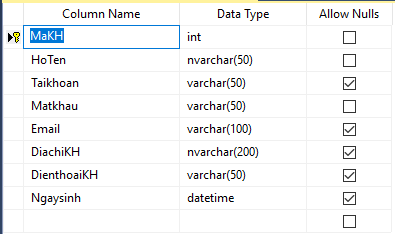 Column Name Data Type Allow Nulls
MaKH int
HoTen nvarchar(50)
Taikhoan varchar(50)
Matkhau varchar(50)
Email varchar(100)
DiachiKH nvarchar(200)
DienthoaiKH varchar(50)
Ngaysinh datetime